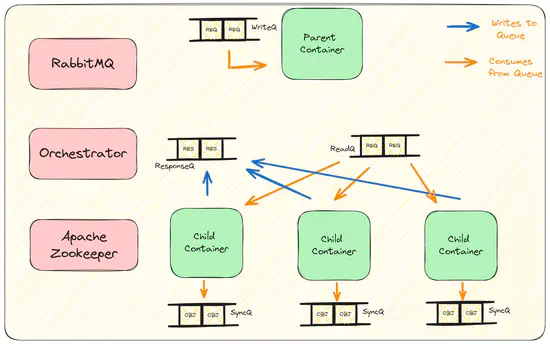 REQ REQ
WriteQ
Parent
Container
Writes to
Queue
Consumes
from Queue
RabbitMQ
Orchestrator
RES RES
ResponseQ
ReadQ
REQ REQ
Apache
Zookeeper
Child
Container
Child
Container
Child
Container
OBJ OBJ
SyncQ
OBJ OBJ
SyncQ
OBJ OBJ
SyncQ